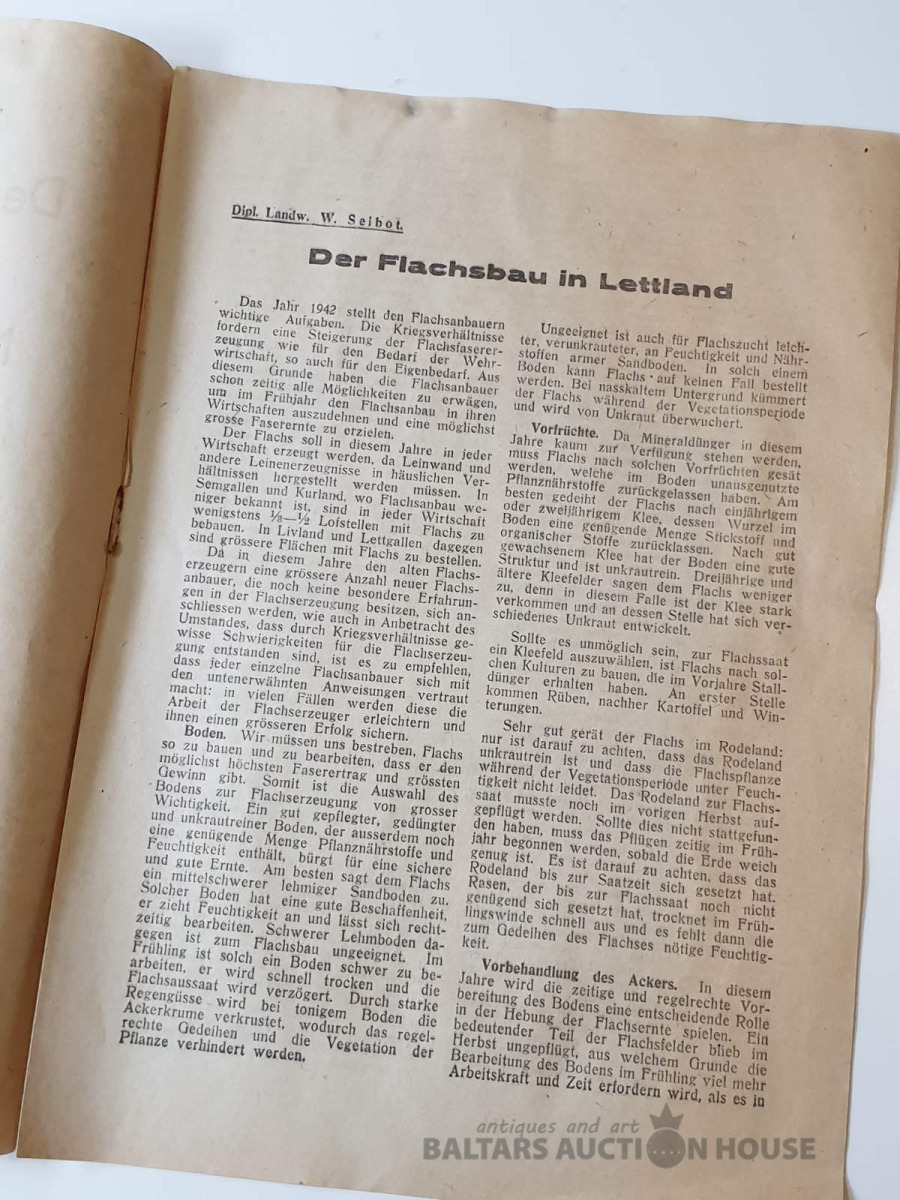 Dipl. Landw. W. Seibot.
Der Flachsbau in Lettland
Das Jahr 1942 stellt den Flachsanbauern
wichtige Aufgaben. Die Kriegsverhältnisse
fordern eine Steigerung der Flachsfaserer-
zeugung wie für den Bedarf der Wehr-
wirtschaft, so auch für den Eigenbedarf. Aus
diesem Grunde haben die Flachsanbauer
schon zeitig alle Möglichkeiten zu erwägen,
um im Frühjahr den Flachsanbau in ihren
Wirtschaften auszudehnen und eine möglichst
grosse Faserernte zu erzielen.
Der Flachs soll in diesem Jahre in jeder
Wirtschaft erzeugt werden, da Leinwand und
andere Leinenerzeugnisse in häuslichen Ver-
hältnissen hergestellt werden müssen. In
Semgallen und Kurland, wo Flachsanbau we-
niger bekannt ist, sind in jeder Wirtschaft
wenigstens ⅛—½ Lofstellen mit Flachs zu
bebauen. In Livland und Lettgallen dagegen
sind grössere Flächen mit Flachs zu bestellen.
Da in diesem Jahre den alten Flachs-
erzeugern eine grössere Anzahl neuer Flachs-
anbauer, die noch keine besondere Erfahrun-
gen in der Flachserzeugung besitzen, sich an-
schliessen werden, wie auch in Anbetracht des
Umstandes, dass durch Kriegsverhältnisse ge-
wisse Schwierigkeiten für die Flachserzeu-
gung entstanden sind, ist es zu empfehlen,
dass jeder einzelne Flachsanbauer sich mit
den untenerwähnten Anweisungen vertraut
macht: in vielen Fällen werden diese die
Arbeit der Flachserzeuger erleichtern und
ihnen einen grösseren Erfolg sichern.
Boden. Wir müssen uns bestreben, Flachs
so zu bauen und zu bearbeiten, dass er den
möglichst höchsten Faserertrag und grössten
Gewinn gibt. Somit ist die Auswahl des
Bodens zur Flachserzeugung von grosser
Wichtigkeit. Ein gut gepflegter, gedüngter
und unkrautreiner Boden, der ausserdem noch
eine genügende Menge Pflanznährstoffe und
Feuchtigkeit enthält, bürgt für eine sichere
und gute Ernte. Am besten sagt dem Flachs
ein mittelschwerer lehmiger Sandboden zu.
Solcher Boden hat eine gute Beschaffenheit,
er zieht Feuchtigkeit an und lässt sich recht-
zeitig bearbeiten. Schwerer Lehmboden da-
gegen ist zum Flachsbau ungeeignet. Im
Frühling ist solch ein Boden schwer zu be-
arbeiten, er wird schnell trocken und die
Flachsaussaat wird verzögert. Durch starke
Regengüsse wird bei tonigem Boden die
Ackerkrume verkrustet, wodurch das regel-
rechte Gedeihen und die Vegetation der
Pflanze verhindert werden.
Ungeeignet ist auch für Flachszucht leich-
ter, verunkrauteter, an Feuchtigkeit und Nähr-
stoffen armer Sandboden. In solch einem
Boden kann Flachs auf keinen Fall bestellt
werden. Bei nasskaltem Untergrund kümmert
der Flachs während der Vegetationsperiode
und wird von Unkraut überwuchert.
Vorfrüchte. Da Mineraldünger in diesem
Jahre kaum zur Verfügung stehen werden,
muss Flachs nach solchen Vorfrüchten gesät
werden, welche im Boden unausgenutzte
Pflanznährstoffe zurückgelassen haben. Am
besten gedeiht der Flachs nach einjährigem
oder zweijährigem Klee, dessen Wurzel im
Boden eine genügende Menge Stickstoff und
organischer Stoffe zurücklassen. Nach gut
gewachsenem Klee hat der Boden eine gute
Struktur und ist unkrautrein. Dreijährige und
ältere Kleefelder sagen dem Flachs weniger
zu, denn in diesem Falle ist der Klee stark
verkommen und an dessen Stelle hat sich ver-
schiedenes Unkraut entwickelt.
Sollte es unmöglich sein, zur Flachssaat
ein Kleefeld auszuwählen, ist Flachs nach sol-
chen Kulturen zu bauen, die im Vorjahre Stall-
dünger erhalten haben. An erster Stelle
kommen Rüben, nachher Kartoffel und Win-
terungen.
Sehr gut gerät der Flachs im Rodeland:
nur ist darauf zu achten, dass das Rodeland
unkrautrein ist und dass die Flachspflanze
während der Vegetationsperiode unter Feuch-
tigkeit nicht leidet. Das Rodeland zur Flachs-
saat musste noch im vorigen Herbst auf-
gepflügt werden. Sollte dies nicht stattgefun-
den haben, muss das Pflügen zeitig im Früh-
jahr begonnen werden, sobald die Erde weich
genug ist. Es ist darauf zu achten, dass das
Rodeland bis zur Saatzeit sich gesetzt hat.
Rasen, der bis zur Flachssaat noch nicht
genügend sich gesetzt hat, trocknet im Früh-
lingswinde schnell aus und es fehlt dann die
zum Gedeihen des Flachses nötige Feuchtig-
keit.
Vorbehandlung des Ackers. In diesem
Jahre wird die zeitige und regelrechte Vor-
bereitung des Bodens eine entscheidende Rolle
in der Hebung der Flachsernte spielen. Ein
bedeutender Teil der Flachsfelder blieb im
Herbst ungepflügt, aus welchem Grunde die
Bearbeitung des Bodens im Frühling viel mehr
Arbeitskraft und Zeit erfordern wird, als es in
antiques and art
BALTARS AUCTION HOUSE